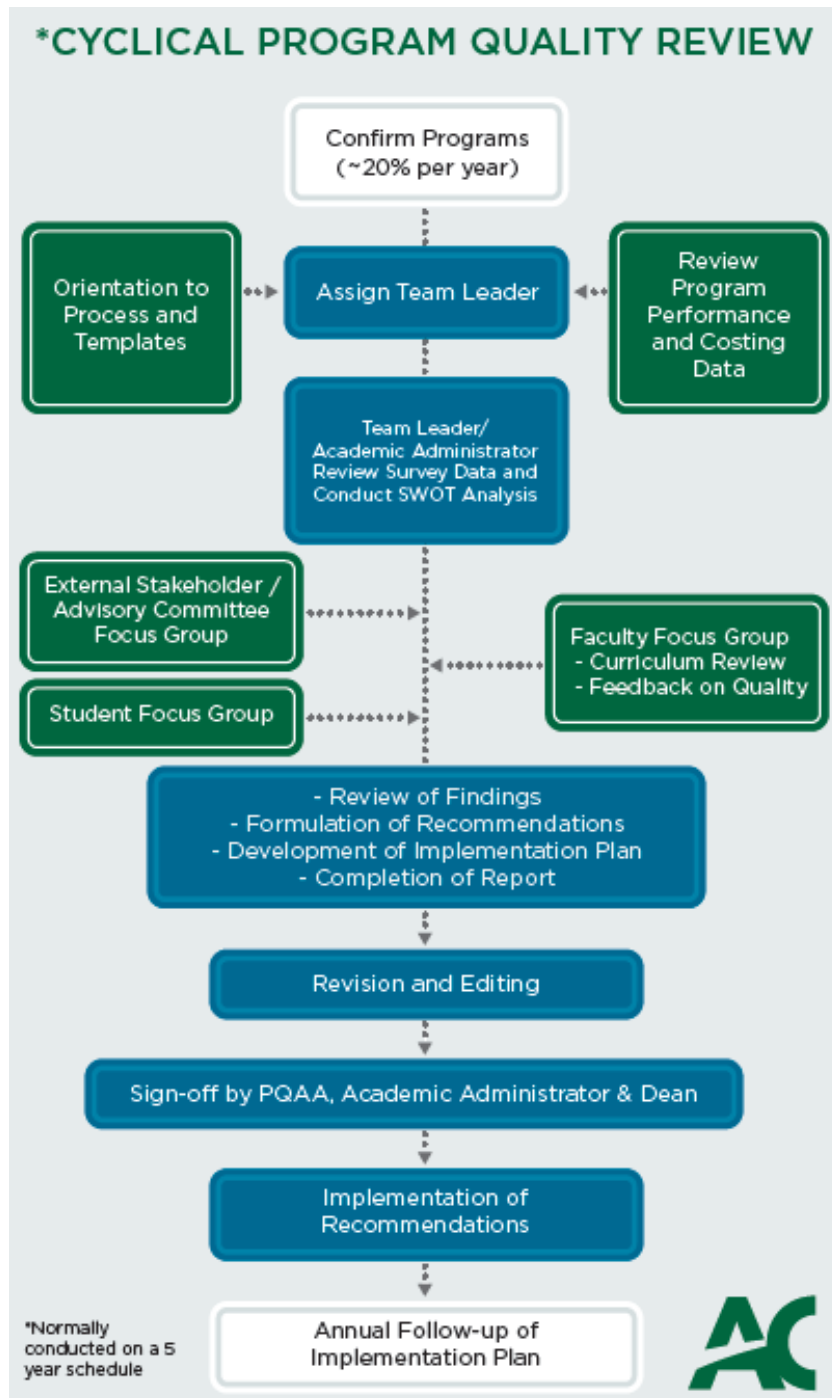 *CYCLICAL PROGRAM QUALITY REVIEW
Confirm Programs
(~20% per year)
Orientation to
Process and
Templates
Assign Team Leader
Review
Program
Performance
and Costing
Data
Team Leader/
Academic Administrator
Review Survey Data and
Conduct SWOT Analysis
External Stakeholder /
Advisory Committee
Focus Group
Faculty Focus Group
- Curriculum Review
- Feedback on Quality
Student Focus Group
- Review of Findings
- Formulation of Recommendations
- Development of Implementation Plan
- Completion of Report
Revision and Editing
Sign-off by PQAA, Academic Administrator & Dean
Implementation of
Recommendations
Annual Follow-up of
Implementation Plan
*Normally
conducted on a 5
year schedule
AC